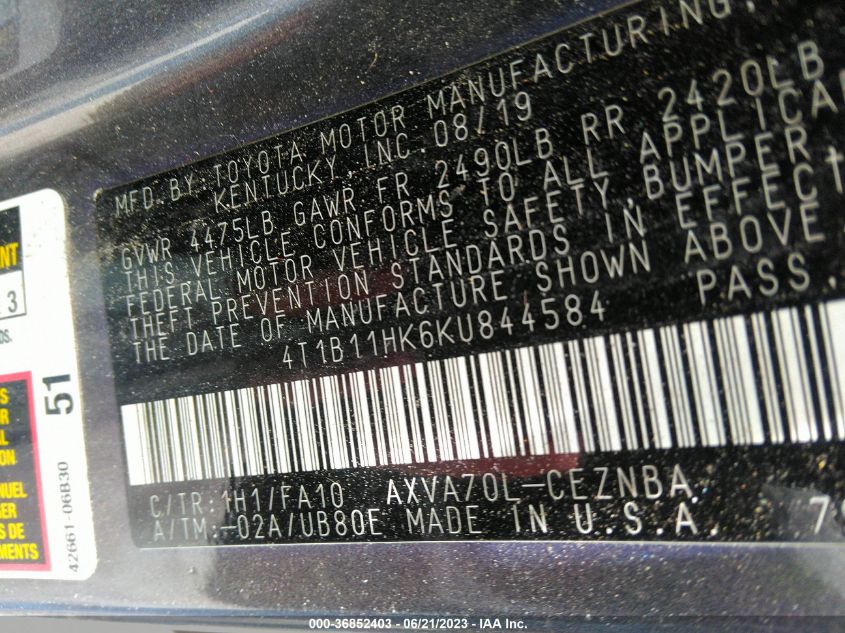 MFD. BY: TOYOTA MOTOR MANUFACTURING,
KENTUCKY, INC. 08/19
GVWR 4475LB GAWR FR 2490LB RR 2420LB
THIS VEHICLE CONFORMS TO ALL
FEDERAL MOTOR VEHICLE SAFETY, BUMPER
THEFT PREVENTION STANDARDS IN EFFECT
THE DATE OF MANUFACTURE SHOWN ABOVE
4T1B11HK6KU844584 PASS.
C/TR: 1H1/FA10 AXVA70L-CEZNBA
A/TM:-02A/UB80E MADE IN U.S.A.
3
51
DE
42661-06B30
000-36852403 - 06/21/2023 - IAA Inc.